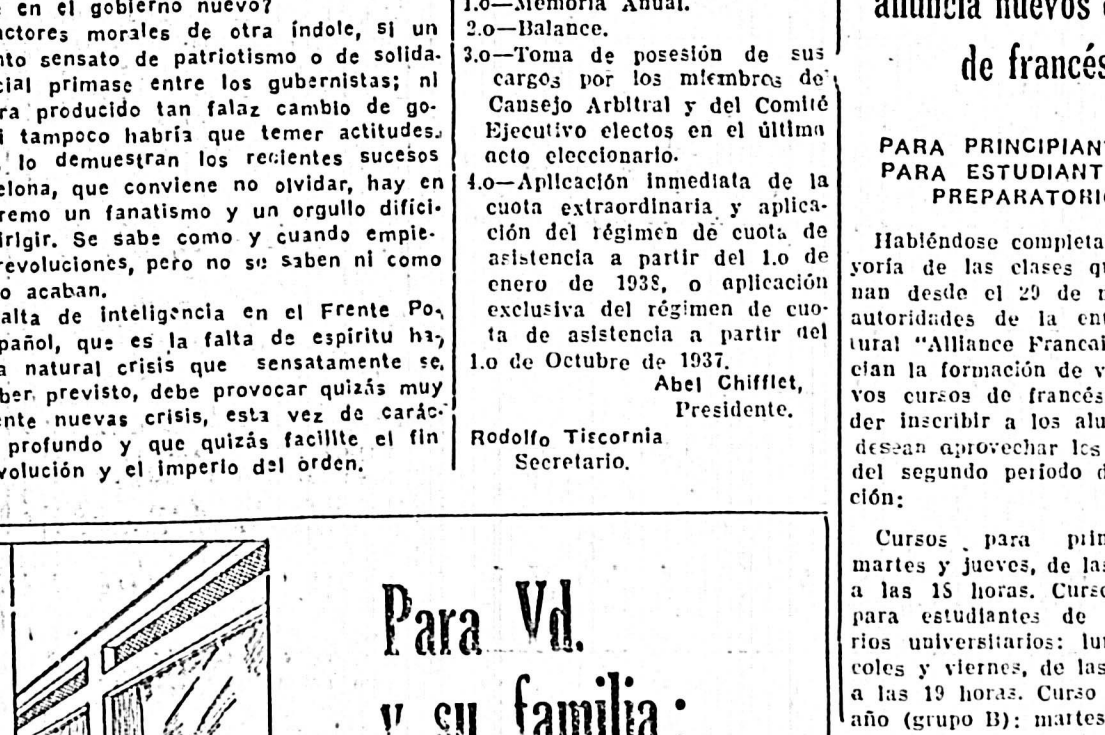 en el gobierno nuevo?
actores morales de otra índole, si un
nto sensato de patriotismo o de solida-
cial primase entre los gubernistas; ni
ra producido tan falaz cambio de go-
i tampoco habría que temer actitudes.
lo demuestran los recientes sucesos
elona, que conviene no olvidar, hay en
remo un fanatismo y un orgullo difíci-
irigir. Se sabe como y cuando empie-
revoluciones, pero no se saben ni como
o acaban.
alta de inteligencia en el Frente Po-
pañol, que es la falta de espíritu ha-
a natural crisis que sensatamente se
ber previsto, debe provocar quizás muy
ente nuevas crisis, esta vez de carác-
profundo y que quizás facilite el fin
volución y el imperio del orden.
1.o—Memoria Anual.
2.o—Balance.
3.o—Toma de posesión de sus
cargos por los miembros de
Cansejo Arbitral y del Comité
Ejecutivo electos en el última
acto eleccionario.
4.o—Aplicación inmediata de la
cuota extraordinaria y aplica-
ción del régimen de cuota de
asistencia a partir del 1.o de
enero de 1938, o aplicación
exclusiva del régimen de cuo-
ta de asistencia a partir del
1.o de Octubre de 1937.
Abel Chifflet,
Presidente.
Rodolfo Tiscornia
Secretario.
anuncia nuevos
de francés
PARA PRINCIPIANT
PARA ESTUDIANT
PREPARATORIO
Habiéndose completa
yoría de las clases qu
nan desde el 29 de
autoridades de la ent
tural "Alliance Francai
cian la formación de v
vos cursos de francés
der inscribir a los alu
desean aprovechar los
del segundo período d
ción:
Cursos para prin
martes y jueves, de las
a las 18 horas. Curso
para estudiantes de
rios universitarios: lun
coles y viernes, de las
a las 19 horas. Curso
año (grupo B): martes
Para Vd.
y su familia: